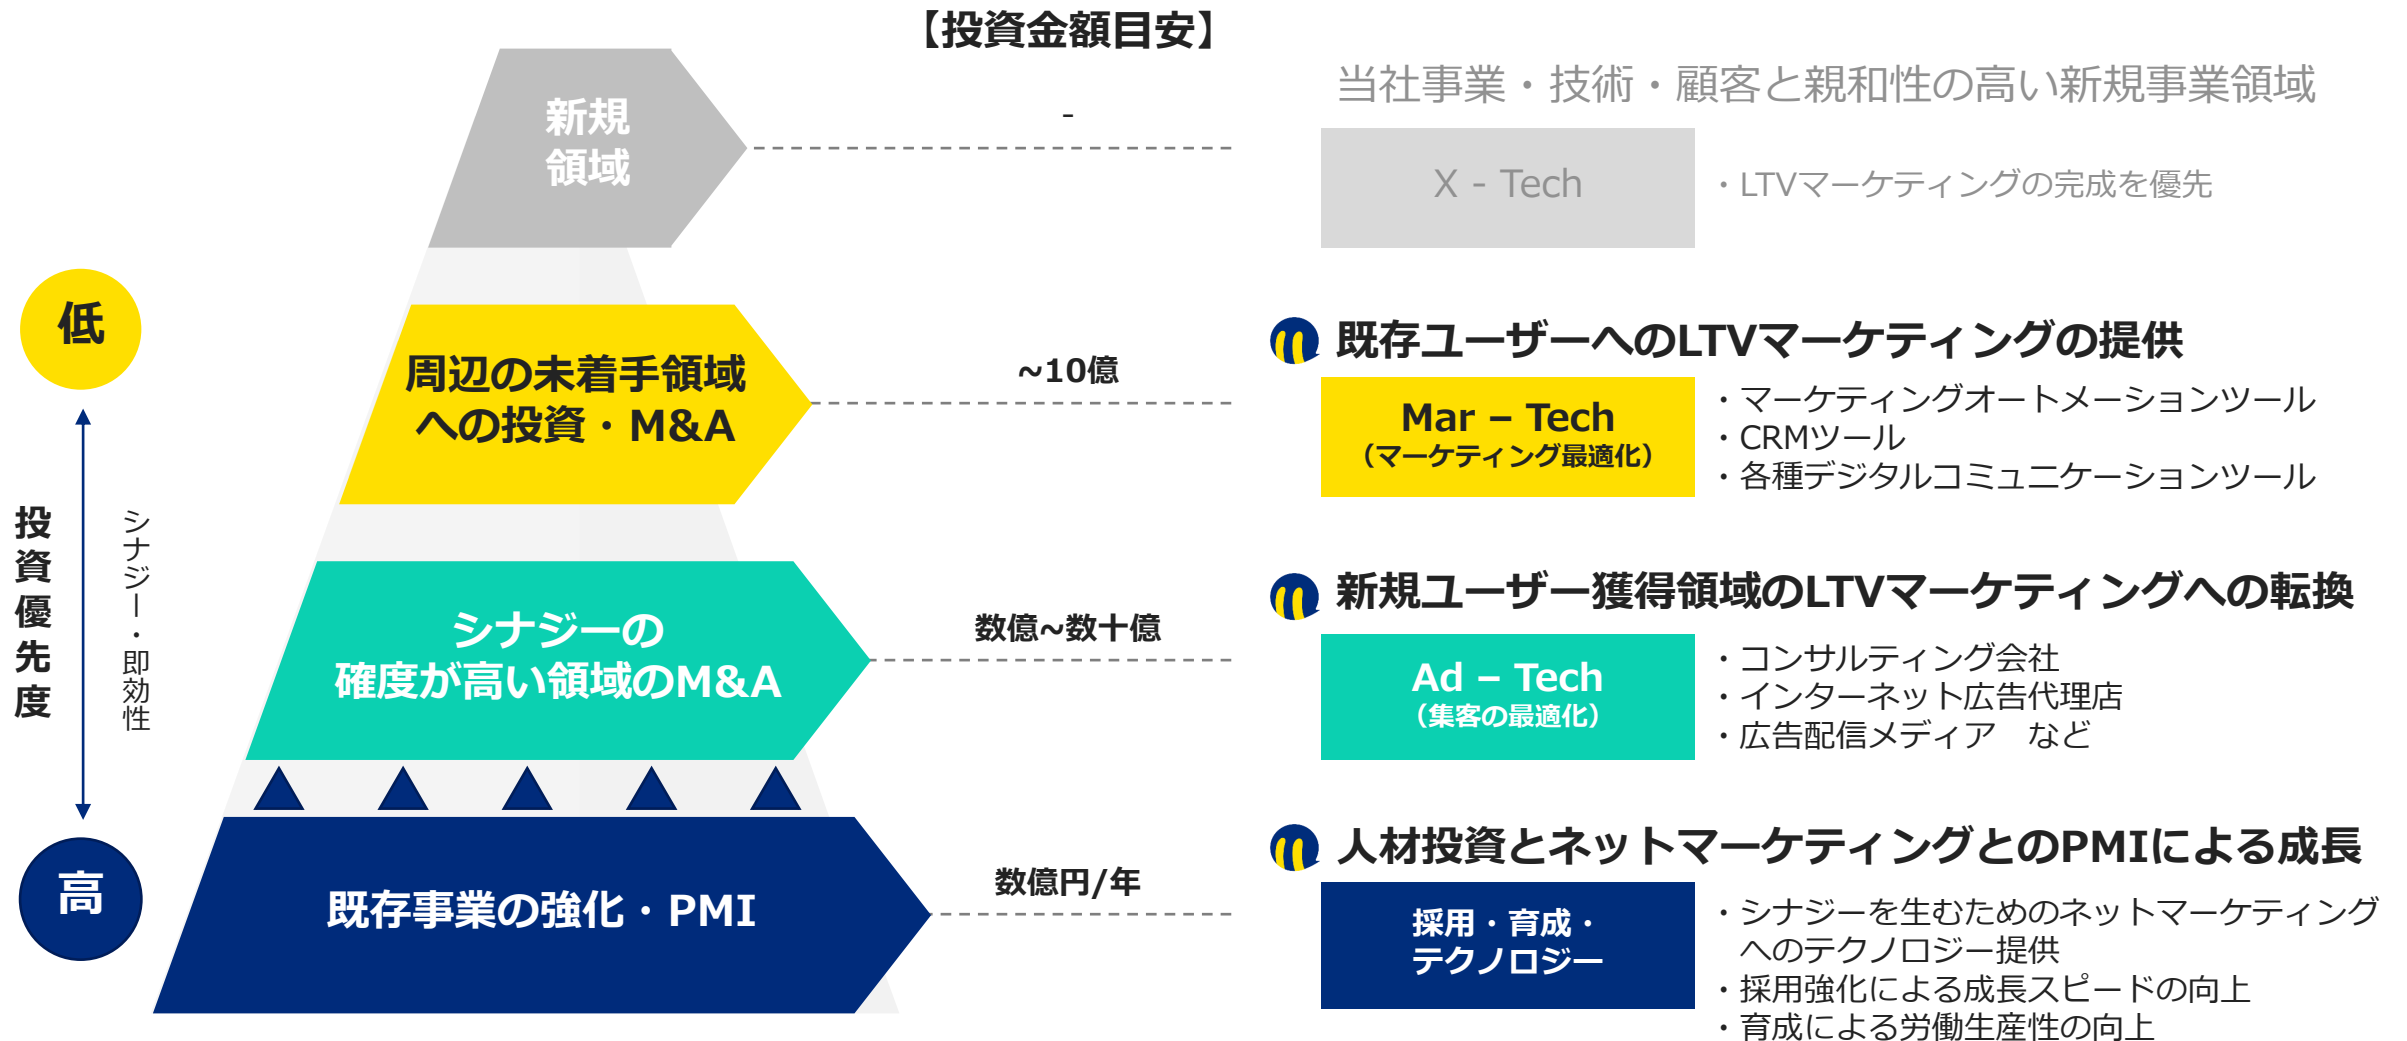 【投資金額目安】
新規
領域
-
当社事業・技術・顧客と親和性の高い新規事業領域
X - Tech
・LTVマーケティングの完成を優先
低
周辺の未着手領域
への投資・M&A
~10億
既存ユーザーへのLTVマーケティングの提供
Mar – Tech
（マーケティング最適化）
・マーケティングオートメーションツール
・CRMツール
・各種デジタルコミュニケーションツール
投資優先度
シナジー・即効性
シナジーの
確度が高い領域のM&A
数億~数十億
新規ユーザー獲得領域のLTVマーケティングへの転換
Ad – Tech
（集客の最適化）
・コンサルティング会社
・インターネット広告代理店
・広告配信メディア　など
高
既存事業の強化・PMI
数億円/年
人材投資とネットマーケティングとのPMIによる成長
採用・育成・
テクノロジー
・シナジーを生むためのネットマーケティング
へのテクノロジー提供
・採用強化による成長スピードの向上
・育成による労働生産性の向上